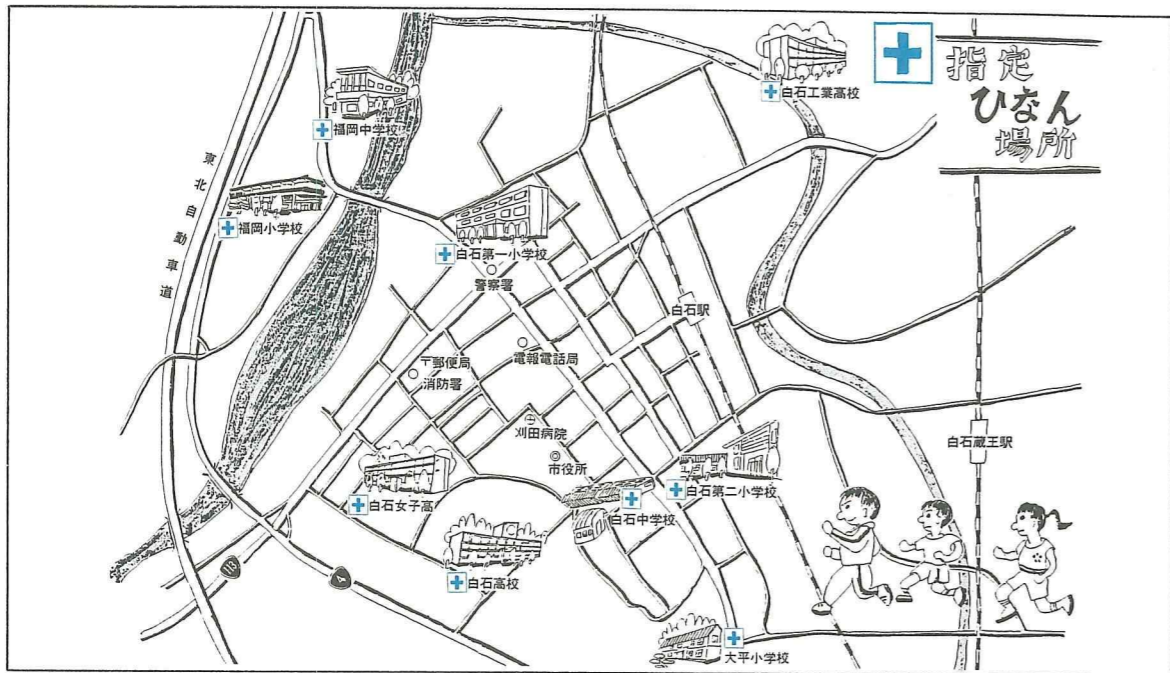 指定
ひなん
場所
白石工業高校
福岡中学校
東北自動車道
福岡小学校
白石第一小学校
警察署
白石駅
電報電話局
〒郵便局
消防署
刈田病院
市役所
白石蔵王駅
白石女子高
白石中学校
白石第二小学校
113
4
白石高校
大平小学校